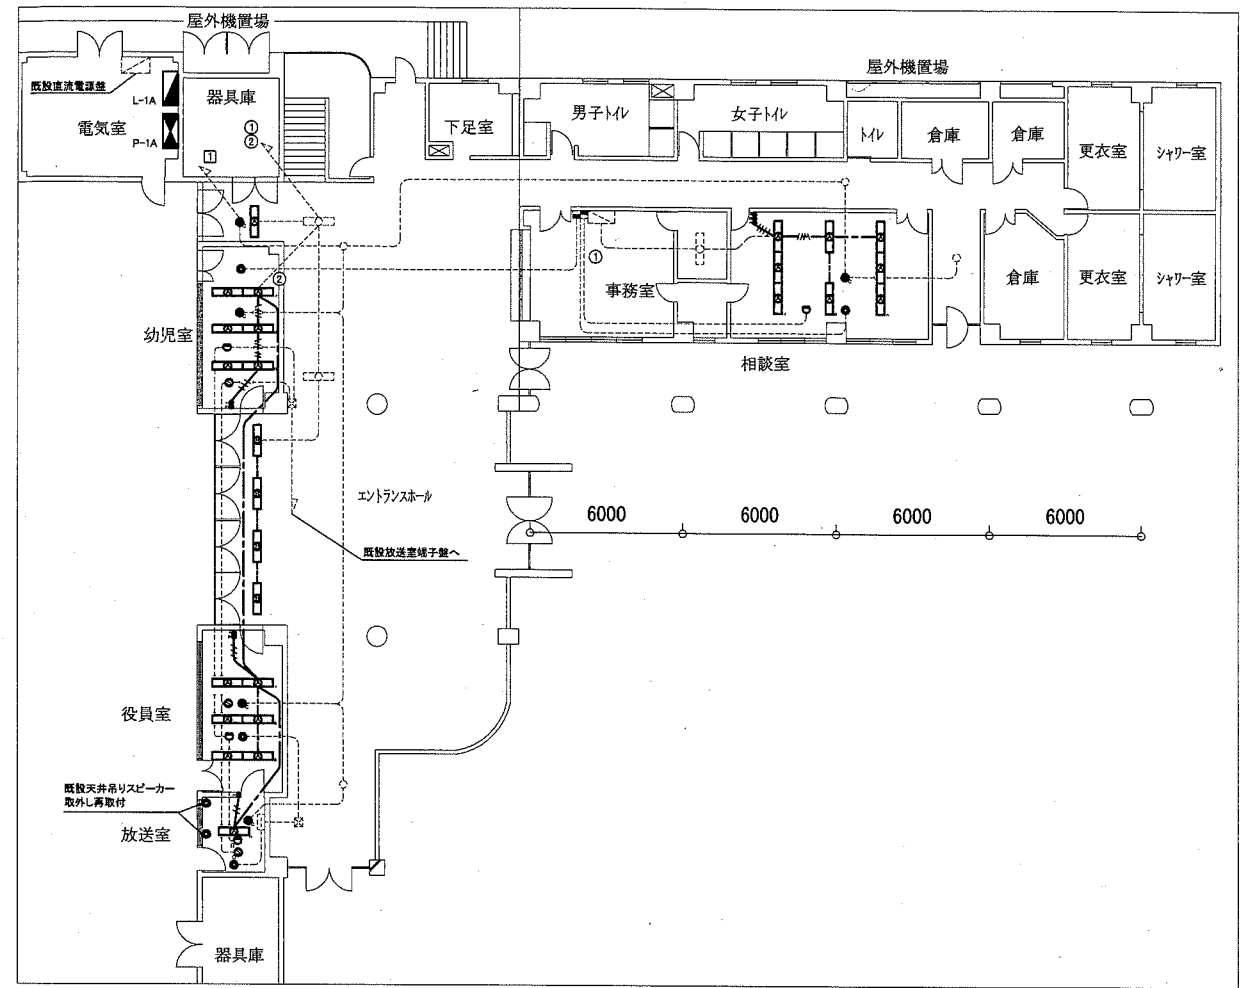 屋外機置場
屋外機置場
既設直流電源盤
L-1A
器具庫
電気室
P-1A
①
②
1
下足室
男子トイレ
女子トイレ
トイレ
倉庫
倉庫
更衣室
シャワー室
②
①
事務室
倉庫
更衣室
シャワー室
幼児室
相談室
エントランスホール
6000
6000
6000
6000
既設放送室端子盤へ
役員室
既設天井吊りスピーカー
取外し再取付
放送室
器具庫